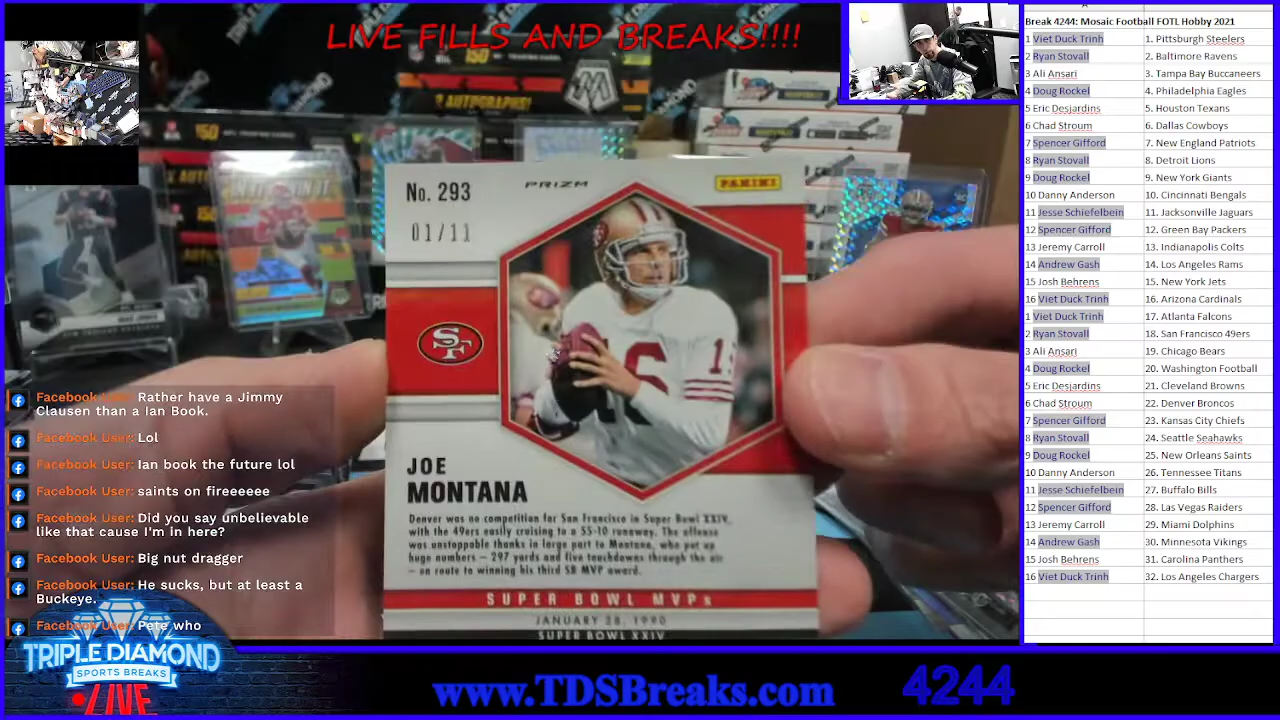 LIVE FILLS AND BREAKS!!!!
150
2 AUTOGRAPHS!
M
No. 293
PRIZM
PANINI
01/11
SF
JOE
MONTANA
Denver was no competition for San Francisco in Super Bowl XXIV,
with the 49ers easily cruising to a 55-10 runaway. The offense
was unstoppable thanks in large part to Montana, who put up
huge numbers – 297 yards and five touchdowns through the air
– en route to winning his third SB MVP award.
SUPER BOWL MVPs
JANUARY 28, 1990
SUPER BOWL XXIV
Facebook User: Rather have a Jimmy
Clausen than a Ian Book.
Facebook User: Lol
Facebook User: Ian book the future lol
Facebook User: saints on fireeeeee
Facebook User: Did you say unbelievable
like that cause I'm in here?
Facebook User: Big nut dragger
Facebook User: He sucks, but at least a
Buckeye.
Facebook User: Pete who
TRIPLE DIAMOND
SPORTS BREAKS
LIVE
www.TDSBreaks.com
4244
A
Break 4244: Mosaic Football FOTL Hobby 2021
1 Viet Duck Trinh 1. Pittsburgh Steelers
2 Ryan Stovall 2. Baltimore Ravens
3 Ali Ansari 3. Tampa Bay Buccaneers
4 Doug Rockel 4. Philadelphia Eagles
5 Eric Desjardins 5. Houston Texans
6 Chad Stroum 6. Dallas Cowboys
7 Spencer Gifford 7. New England Patriots
8 Ryan Stovall 8. Detroit Lions
9 Doug Rockel 9. New York Giants
10 Danny Anderson 10. Cincinnati Bengals
11 Jesse Schiefelbein 11. Jacksonville Jaguars
12 Spencer Gifford 12. Green Bay Packers
13 Jeremy Carroll 13. Indianapolis Colts
14 Andrew Gash 14. Los Angeles Rams
15 Josh Behrens 15. New York Jets
16 Viet Duck Trinh 16. Arizona Cardinals
1 Viet Duck Trinh 17. Atlanta Falcons
2 Ryan Stovall 18. San Francisco 49ers
3 Ali Ansari 19. Chicago Bears
4 Doug Rockel 20. Washington Football
5 Eric Desjardins 21. Cleveland Browns
6 Chad Stroum 22. Denver Broncos
7 Spencer Gifford 23. Kansas City Chiefs
8 Ryan Stovall 24. Seattle Seahawks
9 Doug Rockel 25. New Orleans Saints
10 Danny Anderson 26. Tennessee Titans
11 Jesse Schiefelbein 27. Buffalo Bills
12 Spencer Gifford 28. Las Vegas Raiders
13 Jeremy Carroll 29. Miami Dolphins
14 Andrew Gash 30. Minnesota Vikings
15 Josh Behrens 31. Carolina Panthers
16 Viet Duck Trinh 32. Los Angeles Chargers